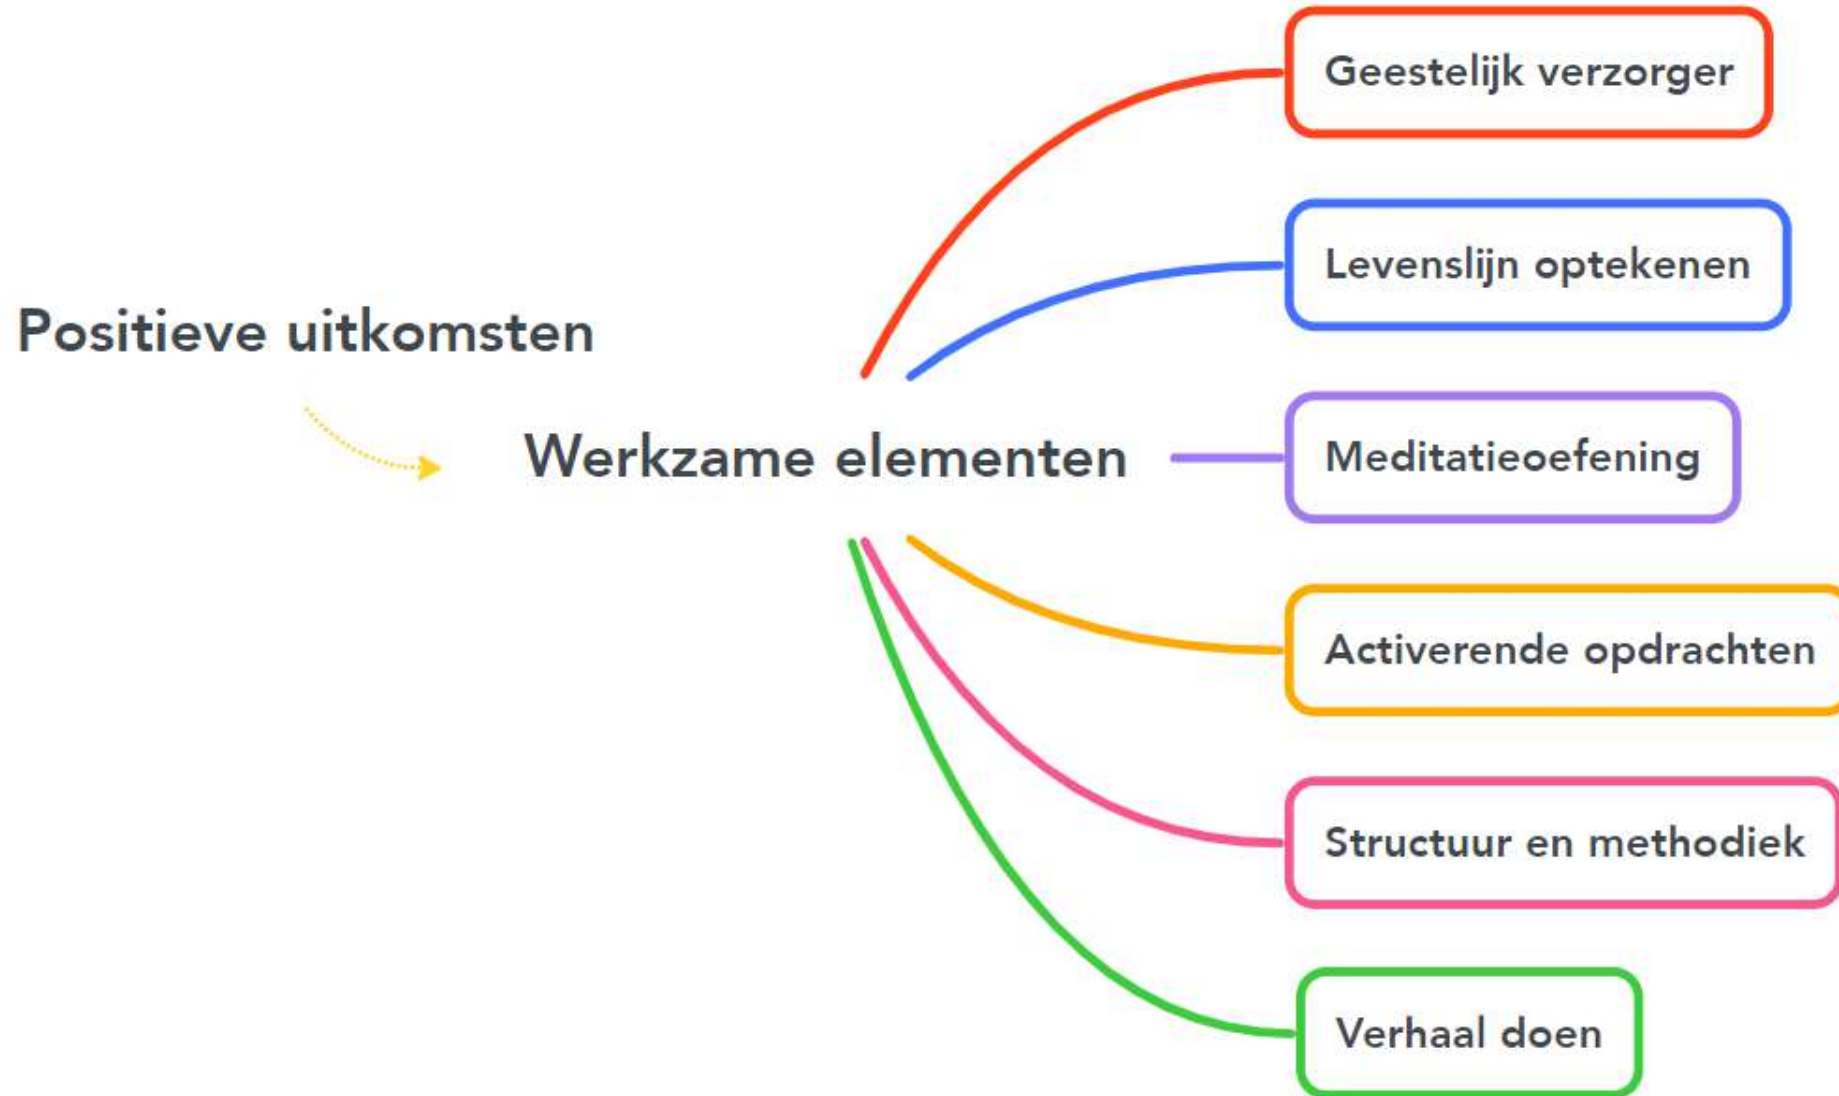 Geestelijk verzorger
Levenslijn optekenen
Positieve uitkomsten
Werkzame elementen
Meditatieoefening
Activerende opdrachten
Structuur en methodiek
Verhaal doen